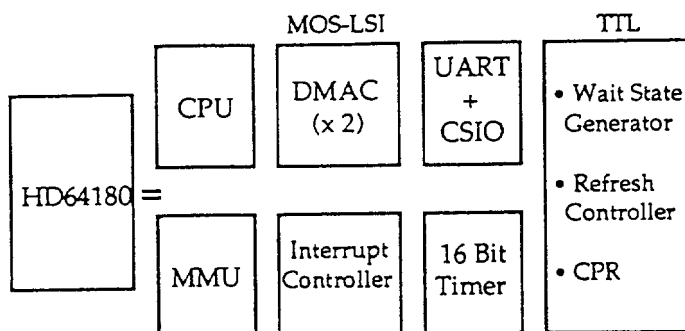 MOS-LSI
TTL
HD64180 =
CPU
DMAC
(x 2)
UART
+
CSIO
MMU
Interrupt
Controller
16 Bit
Timer
• Wait State
Generator
• Refresh
Controller
• CPR